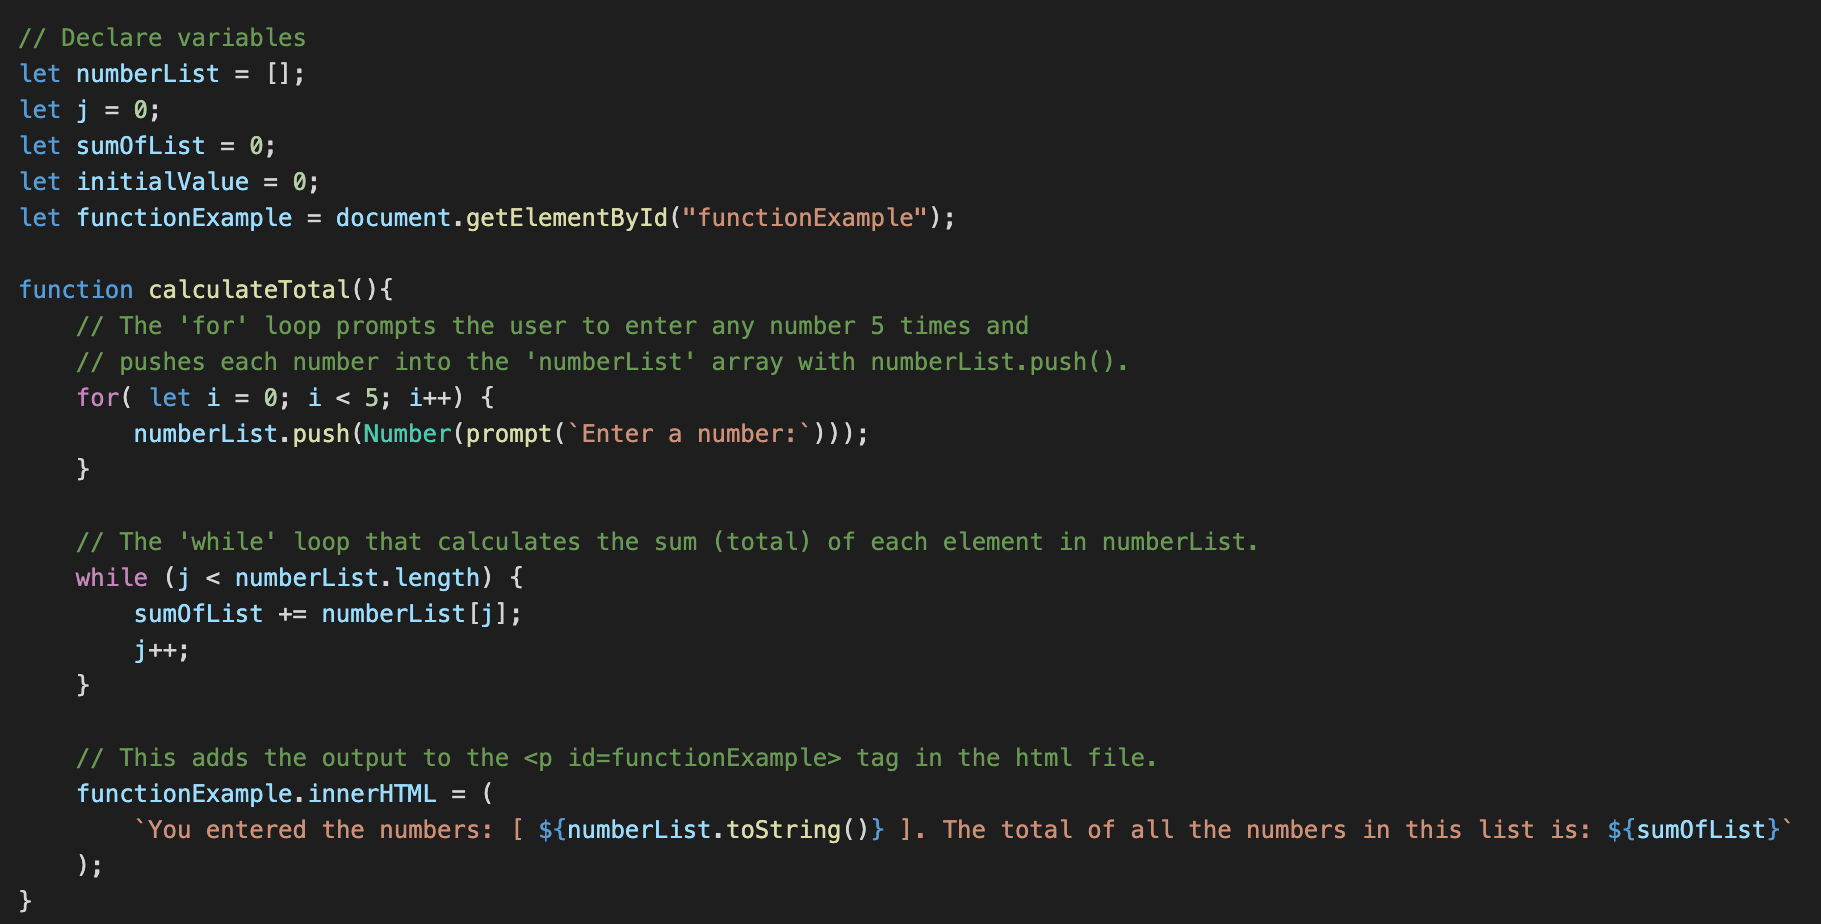 // Declare variables
let numberList = [];
let j = 0;
let sumOfList = 0;
let initialValue = 0;
let functionExample = document.getElementById("functionExample");

function calculateTotal(){
    // The 'for' loop prompts the user to enter any number 5 times and
    // pushes each number into the 'numberList' array with numberList.push().
    for( let i = 0; i < 5; i++) {
        numberList.push(Number(prompt(`Enter a number:`)));
    }

    // The 'while' loop that calculates the sum (total) of each element in numberList.
    while (j < numberList.length) {
        sumOfList += numberList[j];
        j++;
    }

    // This adds the output to the <p id=functionExample> tag in the html file.
    functionExample.innerHTML = (
        `You entered the numbers: [ ${numberList.toString()} ]. The total of all the numbers in this list is: ${sumOfList}`
    );
}